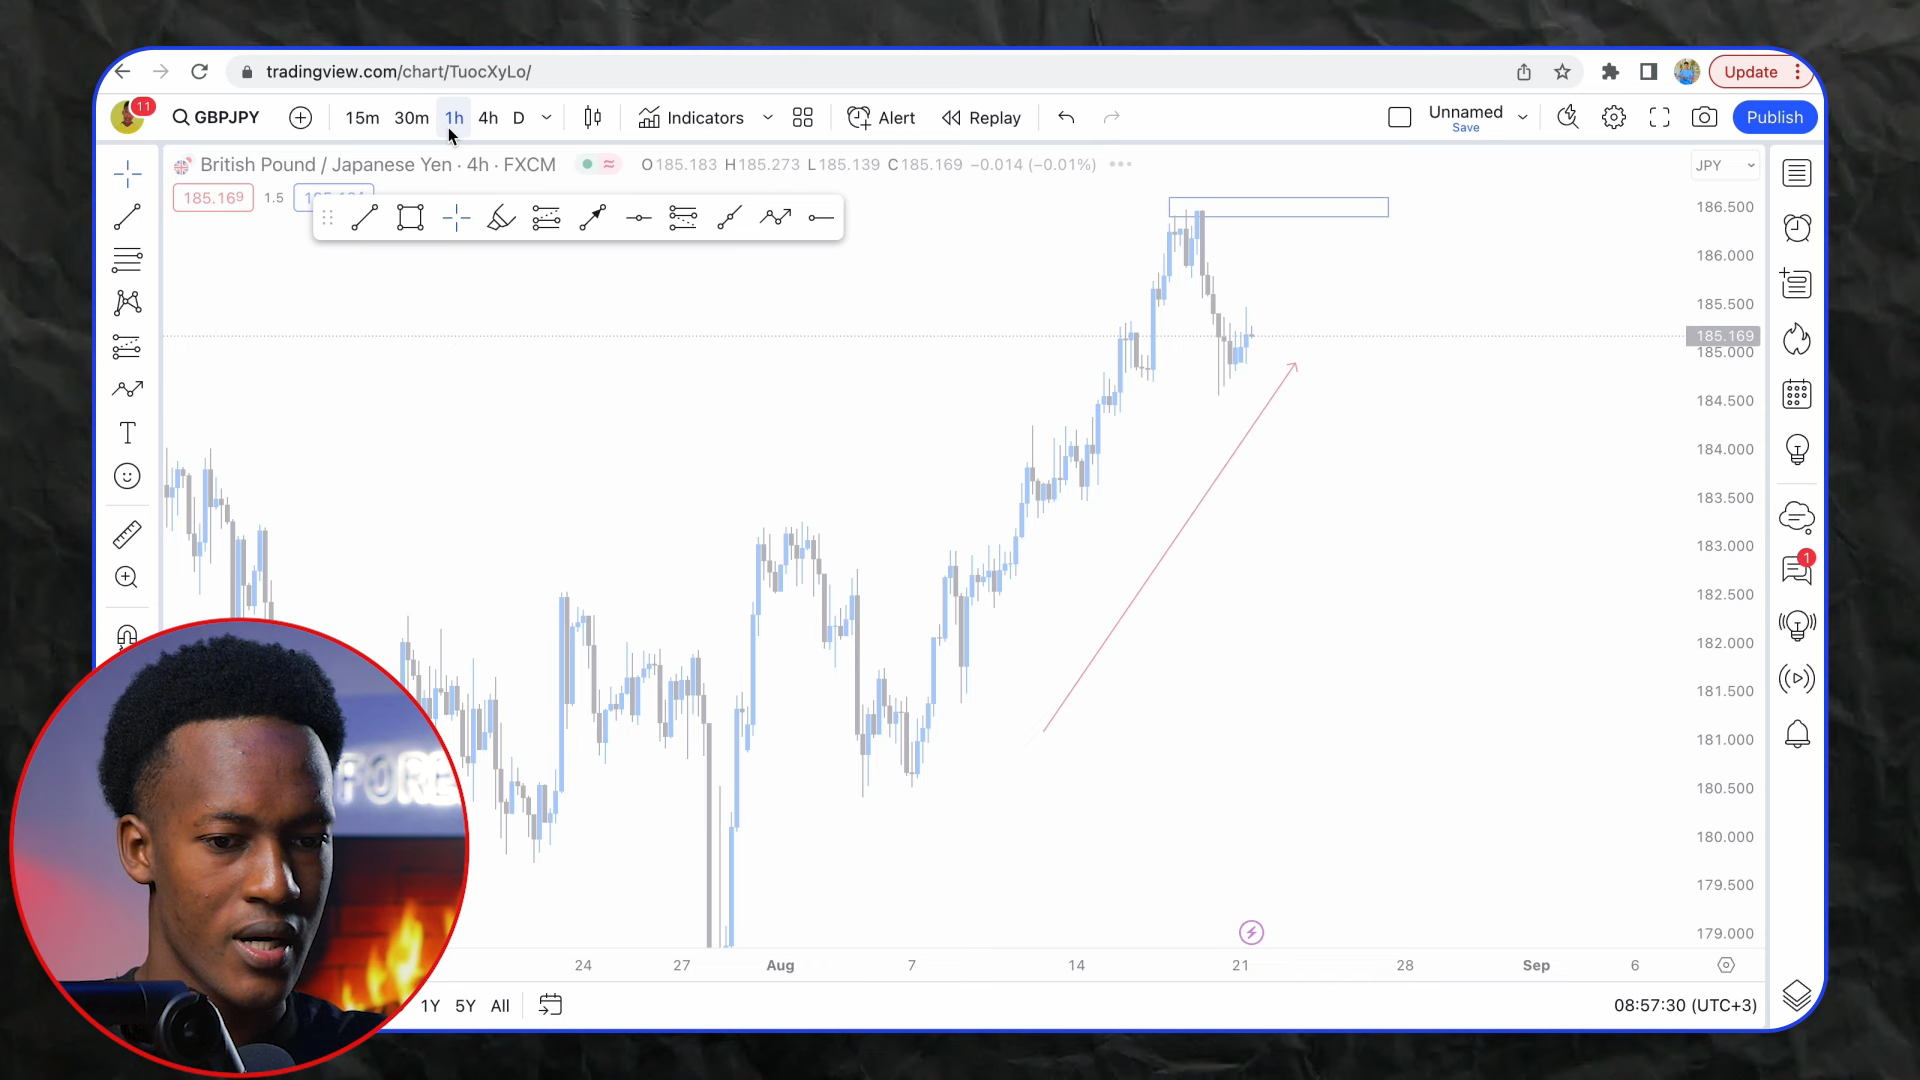 tradingview.com/chart/TuocXyLo/
Update
11
GBPJPY
15m 30m 1h 4h D
Indicators
Alert
Replay
Unnamed
Save
Publish
British Pound / Japanese Yen · 4h · FXCM
O185.183 H185.273 L185.139 C185.169 −0.014 (−0.01%)
JPY
185.169
1.5
186.500
186.000
185.500
185.169
185.000
184.500
184.000
183.500
183.000
182.500
182.000
181.500
181.000
180.500
180.000
179.500
179.000
1
FORE
24 27 Aug 7 14 21 28 Sep 6
1Y 5Y All
08:57:30 (UTC+3)